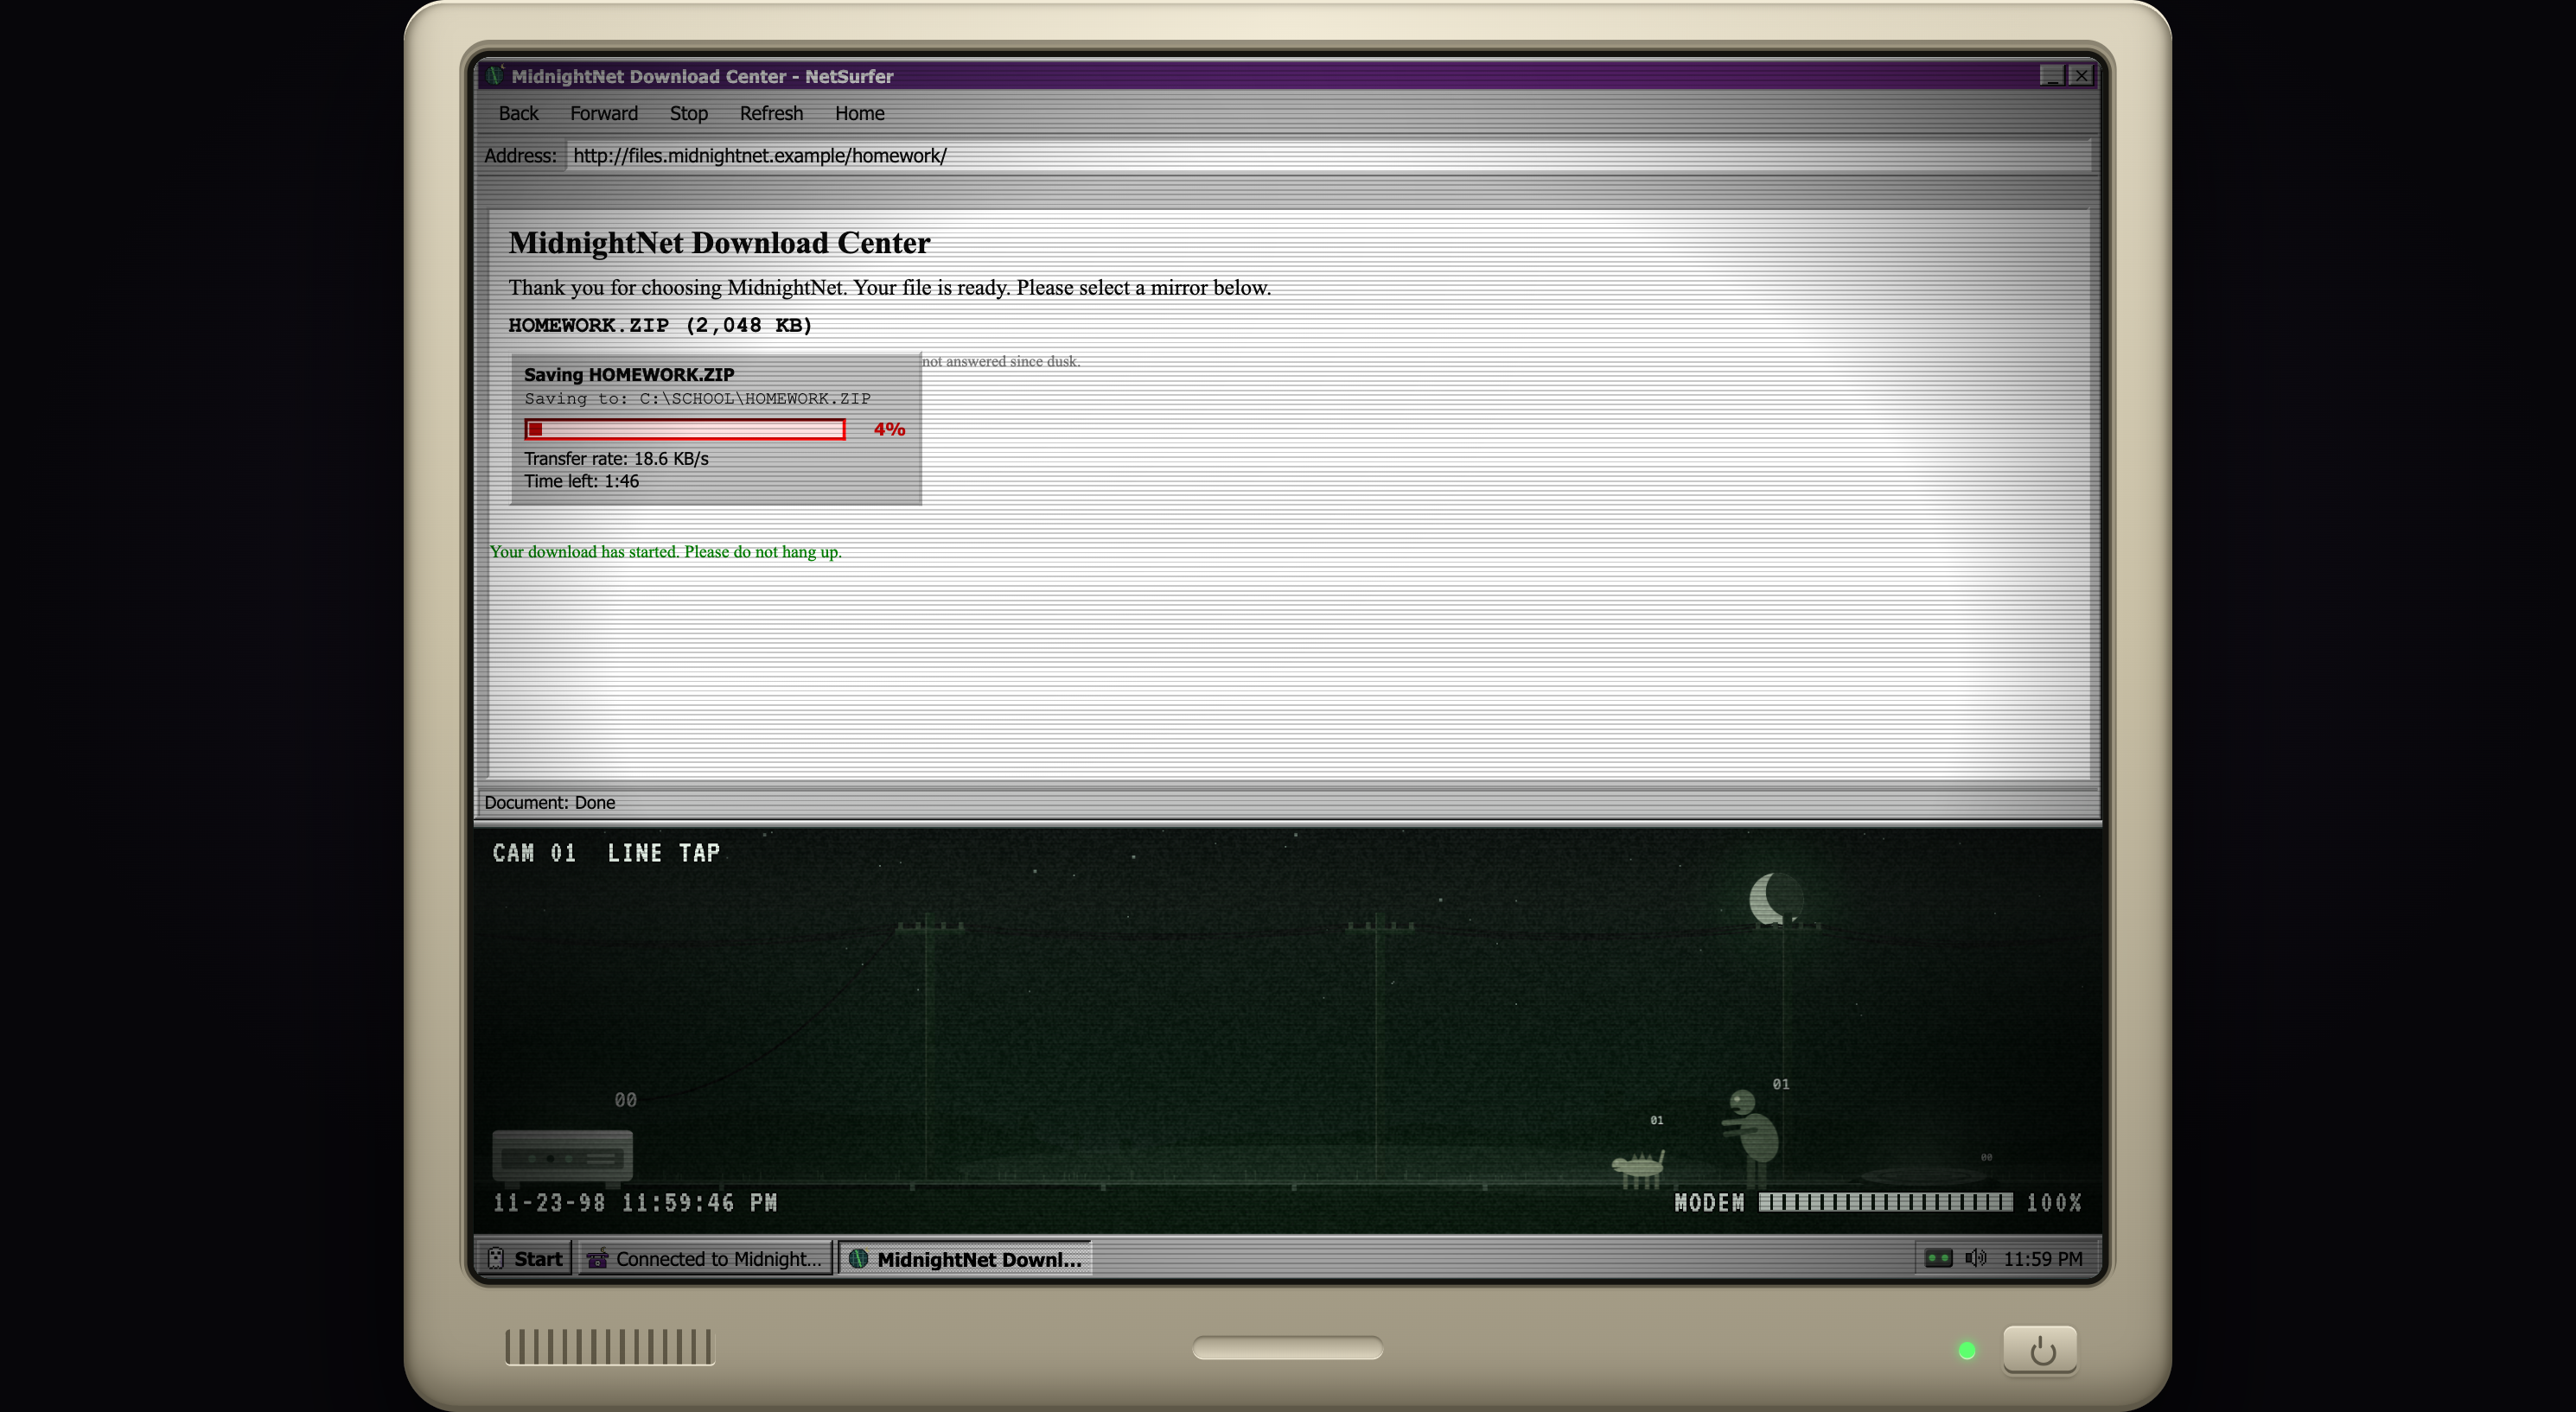 MidnightNet Download Center - NetSurfer
Back Forward Stop Refresh Home
Address: http://files.midnightnet.example/homework/
MidnightNet Download Center
Thank you for choosing MidnightNet. Your file is ready. Please select a mirror below.
HOMEWORK.ZIP (2,048 KB)
not answered since dusk.
Saving HOMEWORK.ZIP
Saving to: C:\SCHOOL\HOMEWORK.ZIP
4%
Transfer rate: 18.6 KB/s
Time left: 1:46
Your download has started. Please do not hang up.
Document: Done
CAM 01 LINE TAP
01
00
01
00
11-23-98 11:59:46 PM
MODEM 100%
Start Connected to Midnight... MidnightNet Downl... 11:59 PM